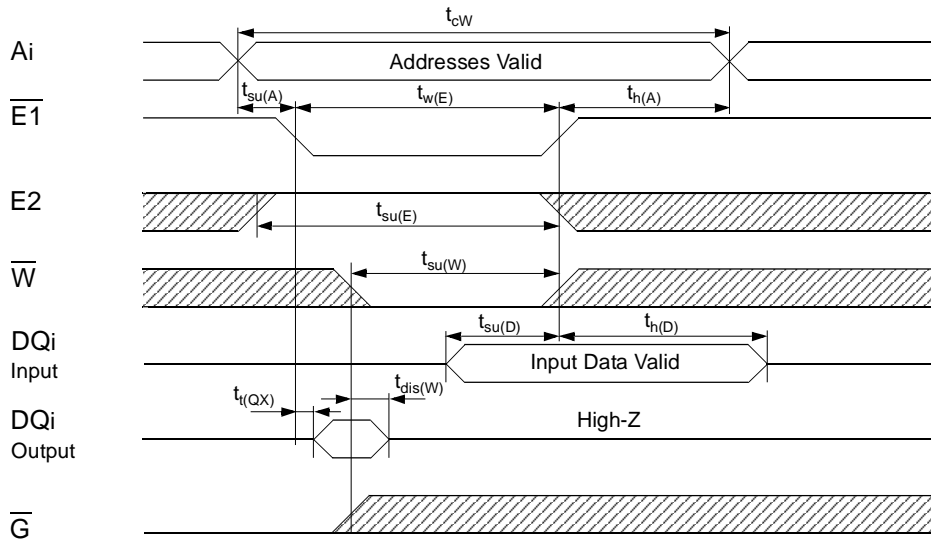 t_cW
Ai
Addresses Valid
t_su(A)
t_w(E)
t_h(A)
E1
E2
t_su(E)
W
t_su(W)
DQi
Input
t_su(D)
t_h(D)
Input Data Valid
t_t(QX)
t_dis(W)
DQi
Output
High-Z
G